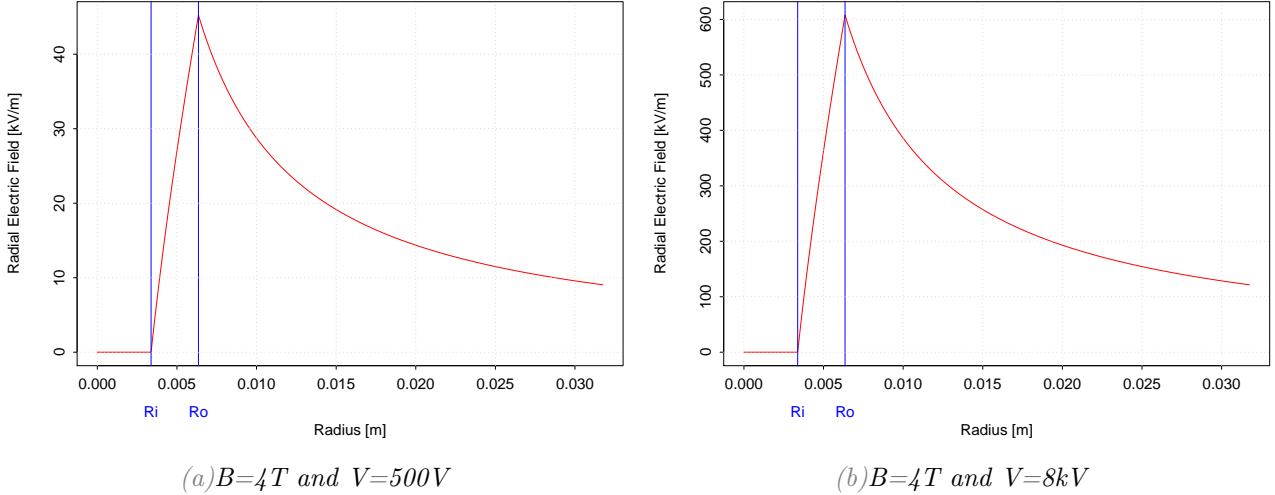 Radial Electric Field [kV/m]
40
30
20
10
0
0.000 0.005 0.010 0.015 0.020 0.025 0.030
Ri Ro
Radius [m]
(a)B=4T and V=500V
Radial Electric Field [kV/m]
600
500
400
300
200
100
0
0.000 0.005 0.010 0.015 0.020 0.025 0.030
Ri Ro
Radius [m]
(b)B=4T and V=8kV